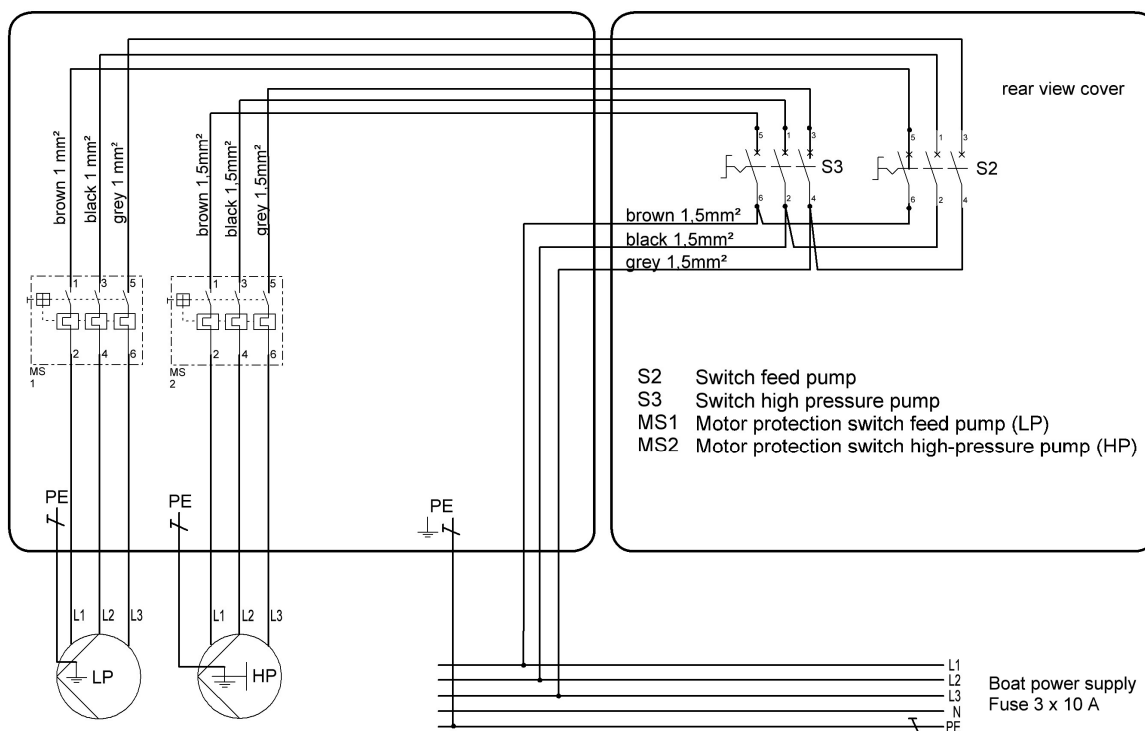 rear view cover
brown 1 mm²
black 1 mm²
grey 1 mm²
brown 1,5mm²
black 1,5mm²
grey 1,5mm²
5 1 3
S3
6 2 4
5 1 3
S2
6 2 4
brown 1,5mm²
black 1,5mm²
grey 1,5mm²
1 3 5
2 4 6
MS
1
1 3 5
2 4 6
MS
2
S2 Switch feed pump
S3 Switch high pressure pump
MS1 Motor protection switch feed pump (LP)
MS2 Motor protection switch high-pressure pump (HP)
PE
PE
PE
L1 L2 L3
LP
L1 L2 L3
HP
L1
L2
L3
N
PE
Boat power supply
Fuse 3 x 10 A